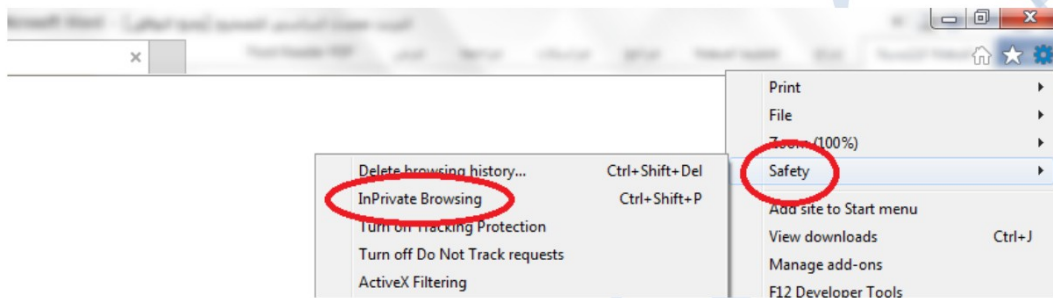 Print
File
Zoom (100%)
Safety
Add site to Start menu
View downloads Ctrl+J
Manage add-ons
F12 Developer Tools
Delete browsing history... Ctrl+Shift+Del
InPrivate Browsing Ctrl+Shift+P
Turn off Tracking Protection
Turn off Do Not Track requests
ActiveX Filtering